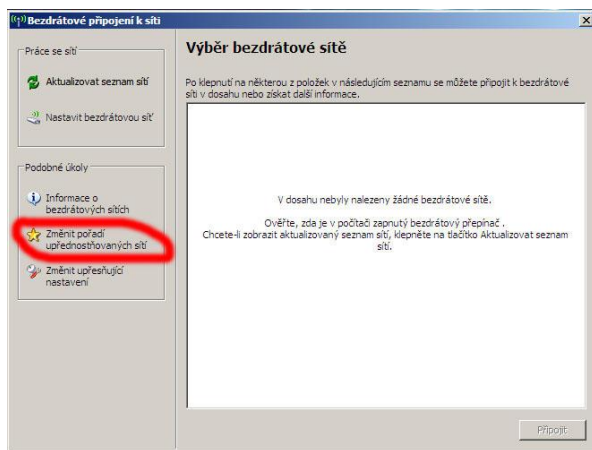 Bezdrátové připojení k síti
Práce se sítí
Aktualizovat seznam sítí
Nastavit bezdrátovou síť
Podobné úkoly
Informace o
bezdrátových sítích
Změnit pořadí
upřednostňovaných sítí
Změnit upřesňující
nastavení
Výběr bezdrátové sítě
Po klepnutí na některou z položek v následujícím seznamu se můžete připojit k bezdrátové
síti v dosahu nebo získat další informace.
V dosahu nebyly nalezeny žádné bezdrátové sítě.
Ověřte, zda je v počítači zapnutý bezdrátový přepínač .
Chcete-li zobrazit aktualizovaný seznam sítí, klepněte na tlačítko Aktualizovat seznam
sítí.
Připojit